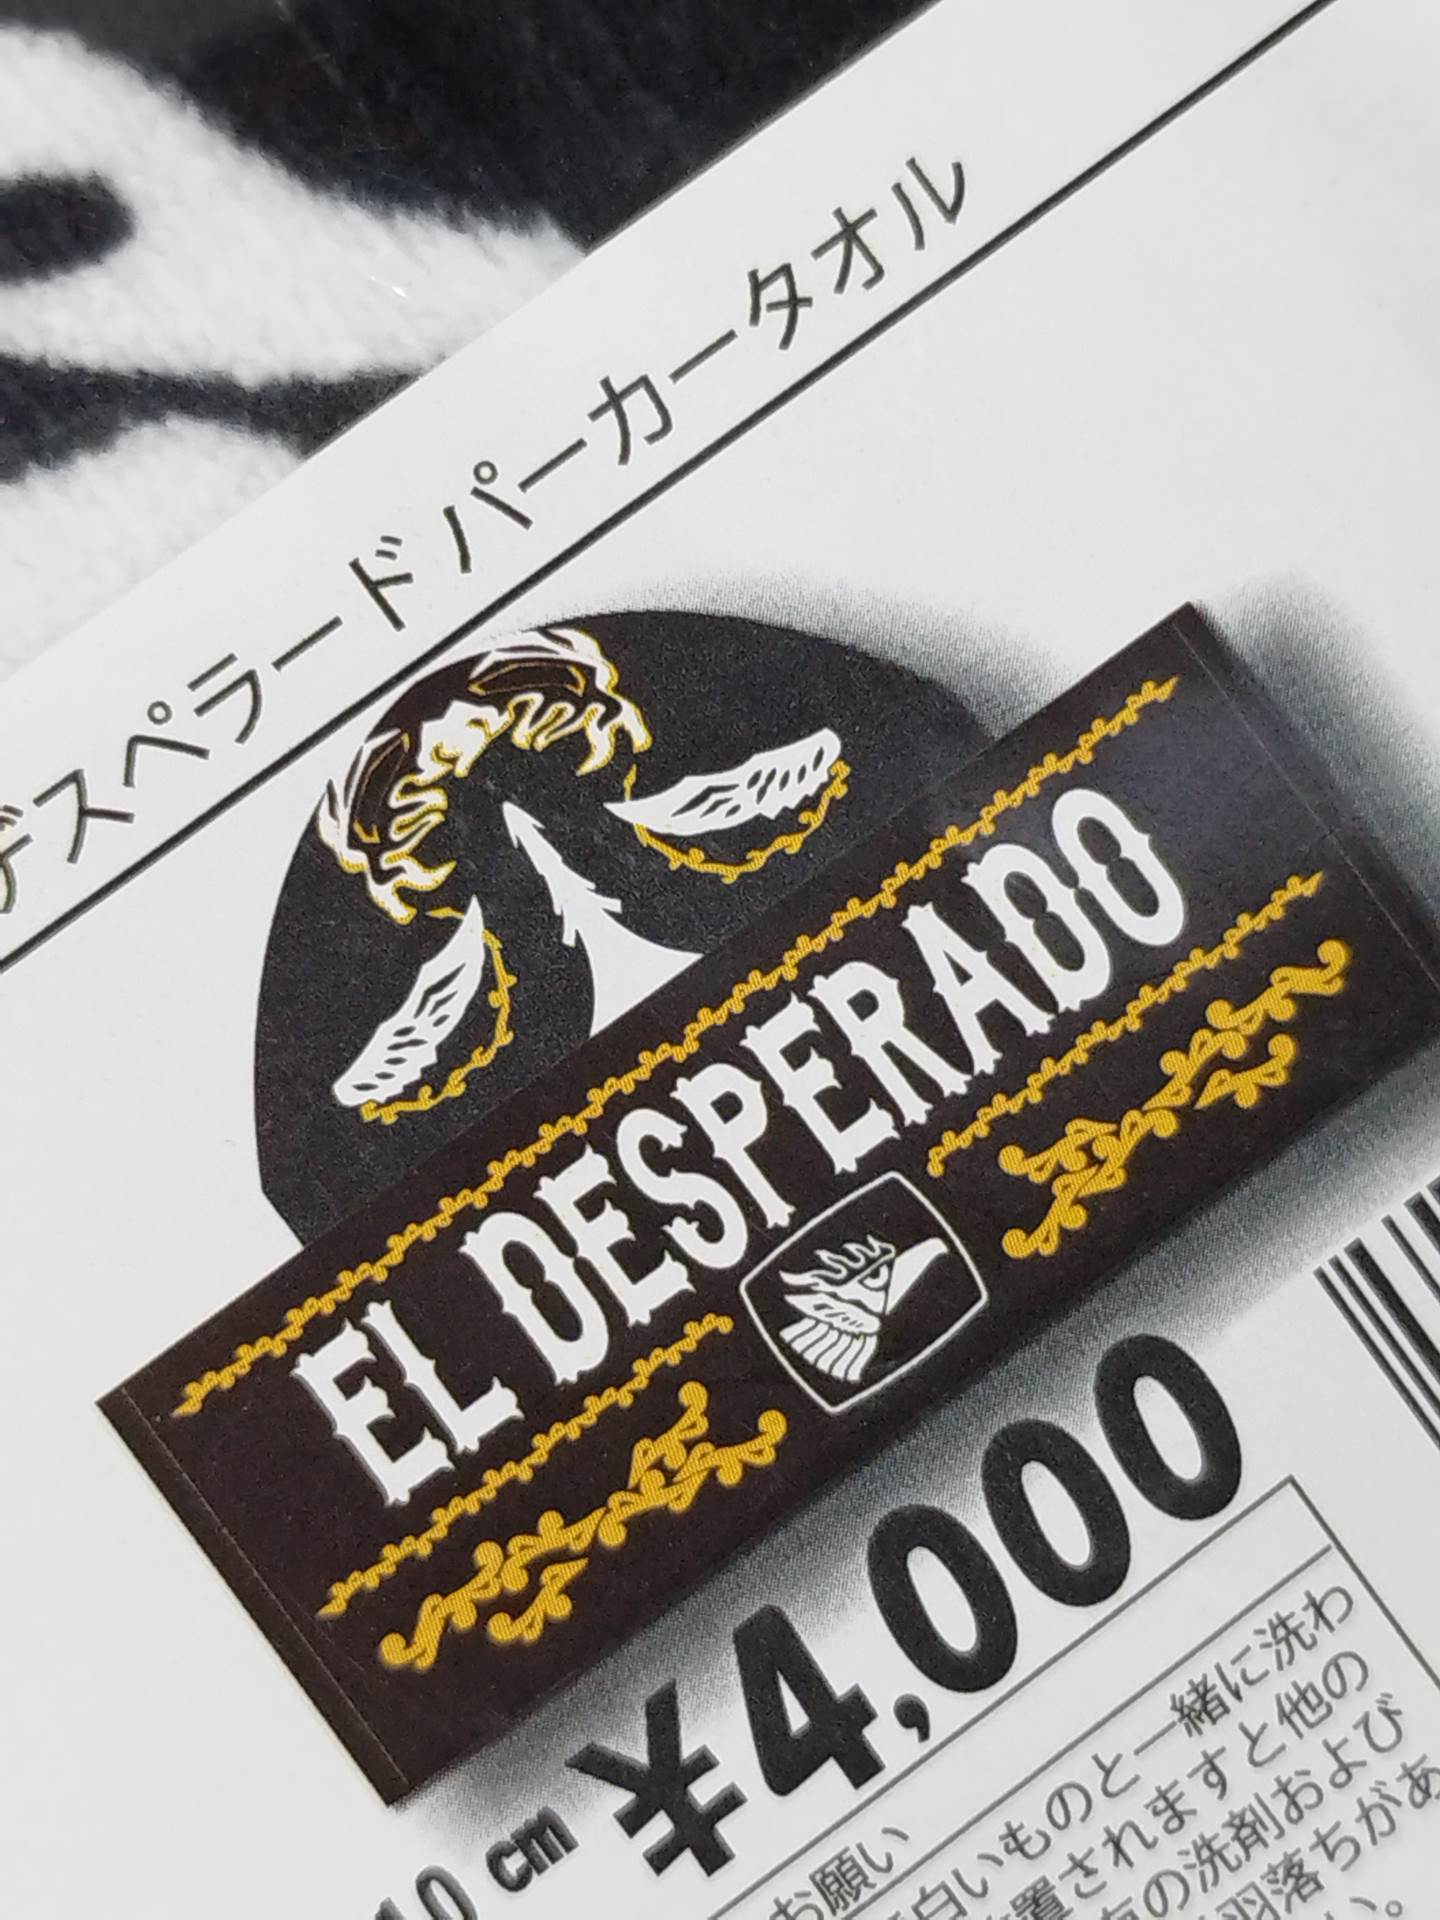 デスペラードパーカータオル
EL DESPERADO
¥4,000
10 cm
お願い
白いものと一緒に洗わ
置されますと他の
の洗剤および
羽落ちがあ
い。